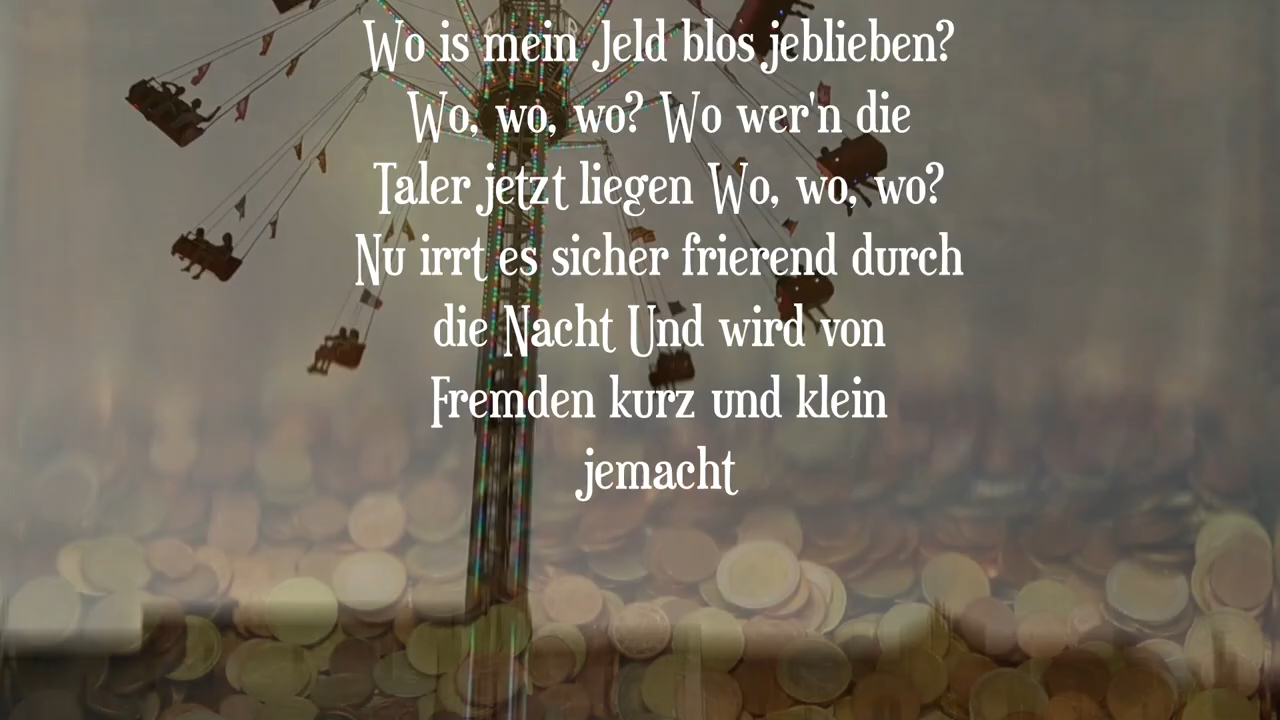 Wo is mein Jeld blos jeblieben?
Wo, wo, wo? Wo wer'n die
Taler jetzt liegen Wo, wo, wo?
Nu irrt es sicher frierend durch
die Nacht Und wird von
Fremden kurz und klein
jemacht